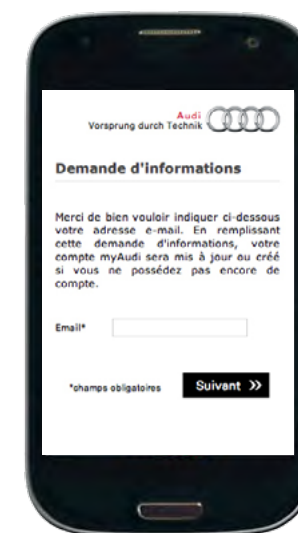 Audi
Vorsprung durch Technik
Demande d'informations
Merci de bien vouloir indiquer ci-dessous
votre adresse e-mail. En remplissant
cette demande d'informations, votre
compte myAudi sera mis à jour ou créé
si vous ne possédez pas encore de
compte.
Email*
*champs obligatoires
Suivant »